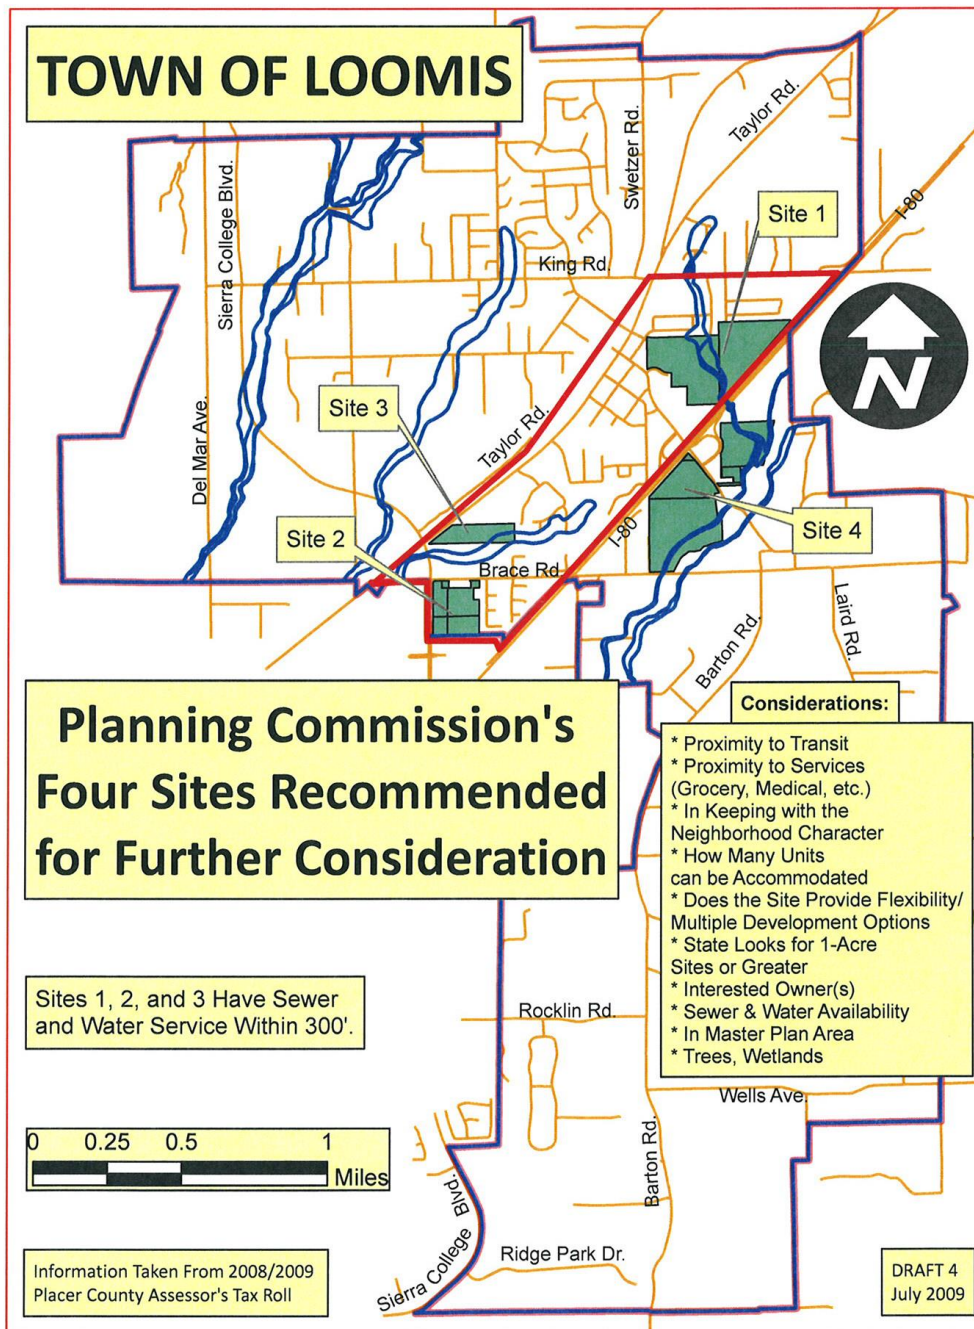 TOWN OF LOOMIS
Taylor Rd.
Swetzer Rd.
Sierra College Blvd.
Site 1
I-80
King Rd.
N
Site 3
Taylor Rd.
Del Mar Ave.
Site 2
I-80
Site 4
Brace Rd.
Laird Rd.
Barton Rd.
Planning Commission's
Four Sites Recommended
for Further Consideration
Considerations:
* Proximity to Transit
* Proximity to Services
(Grocery, Medical, etc.)
* In Keeping with the
Neighborhood Character
* How Many Units
can be Accommodated
* Does the Site Provide Flexibility/
Multiple Development Options
* State Looks for 1-Acre
Sites or Greater
* Interested Owner(s)
* Sewer & Water Availability
* In Master Plan Area
* Trees, Wetlands
Sites 1, 2, and 3 Have Sewer
and Water Service Within 300'.
Rocklin Rd.
Wells Ave.
0 0.25 0.5 1
Miles
Barton Rd.
Sierra College Blvd.
Ridge Park Dr.
Information Taken From 2008/2009
Placer County Assessor's Tax Roll
DRAFT 4
July 2009